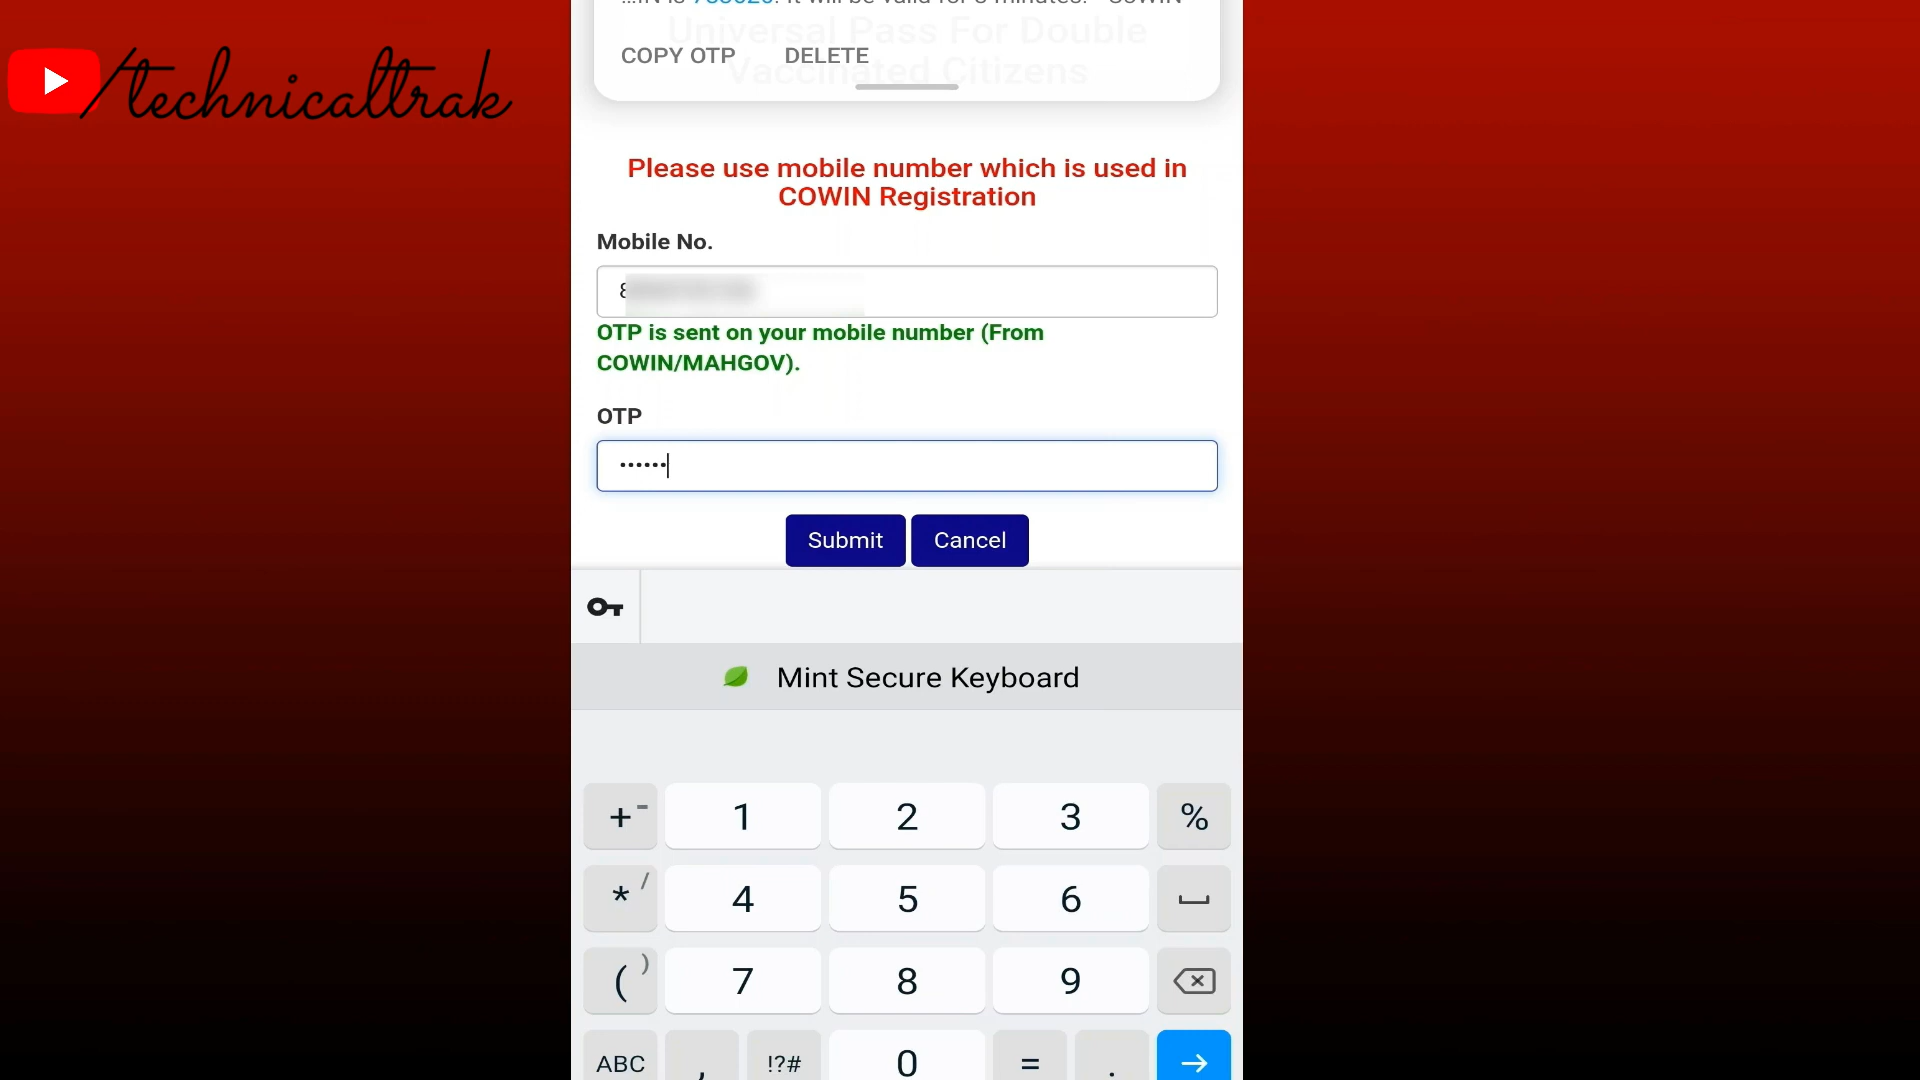 /technicaltrak
Universal Pass For Double
COPY OTP DELETE
Vaccinated Citizens
Please use mobile number which is used in
COWIN Registration
Mobile No.
8
OTP is sent on your mobile number (From
COWIN/MAHGOV).
OTP
••••••
Submit Cancel
Mint Secure Keyboard
+ - 1 2 3 %
* / 4 5 6
( ) 7 8 9
ABC , !?# 0 = .